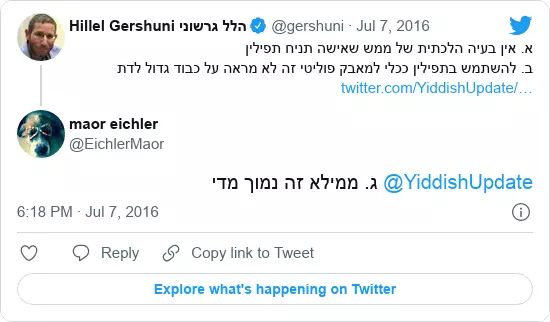 Hillel Gershuni הלל גרשוני @gershuni · Jul 7, 2016
א. אין בעיה הלכתית של ממש שאישה תניח תפילין
ב. להשתמש בתפילין ככלי למאבק פוליטי זה לא מראה על כבוד גדול לדת
twitter.com/YiddishUpdate/…
maor eichler
@EichlerMaor
@YiddishUpdate ג. ממילא זה נמוך מדי
6:18 PM · Jul 7, 2016
Reply
Copy link to Tweet
Explore what's happening on Twitter